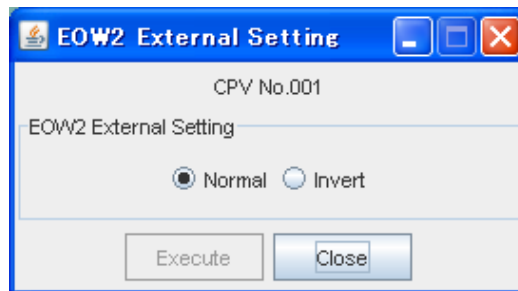 EOW2 External Setting
CPV No.001
EOW2 External Setting
Normal Invert
Execute Close